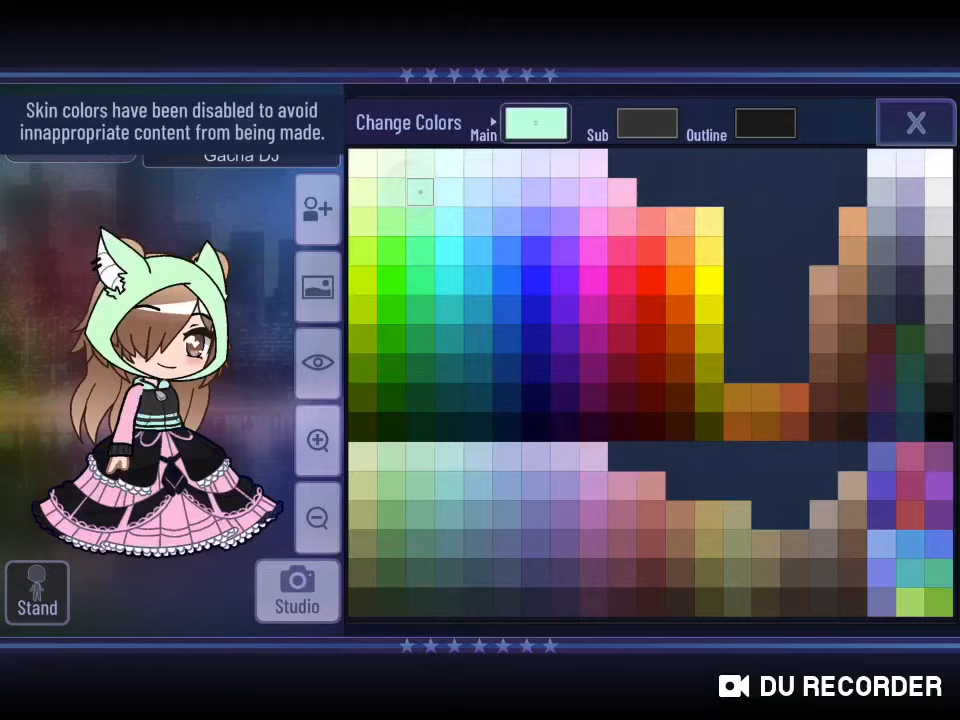 Skin colors have been disabled to avoid
innappropriate content from being made.
Gacha DJ
Change Colors
Main
Sub
Outline
X
Stand
Studio
DU RECORDER